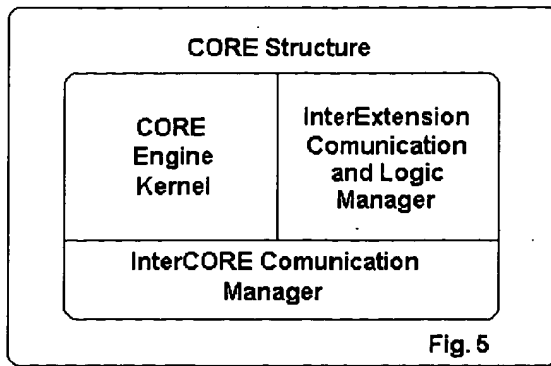 CORE Structure
CORE
Engine
Kernel
InterExtension
Comunication
and Logic
Manager
InterCORE Comunication
Manager
Fig. 5